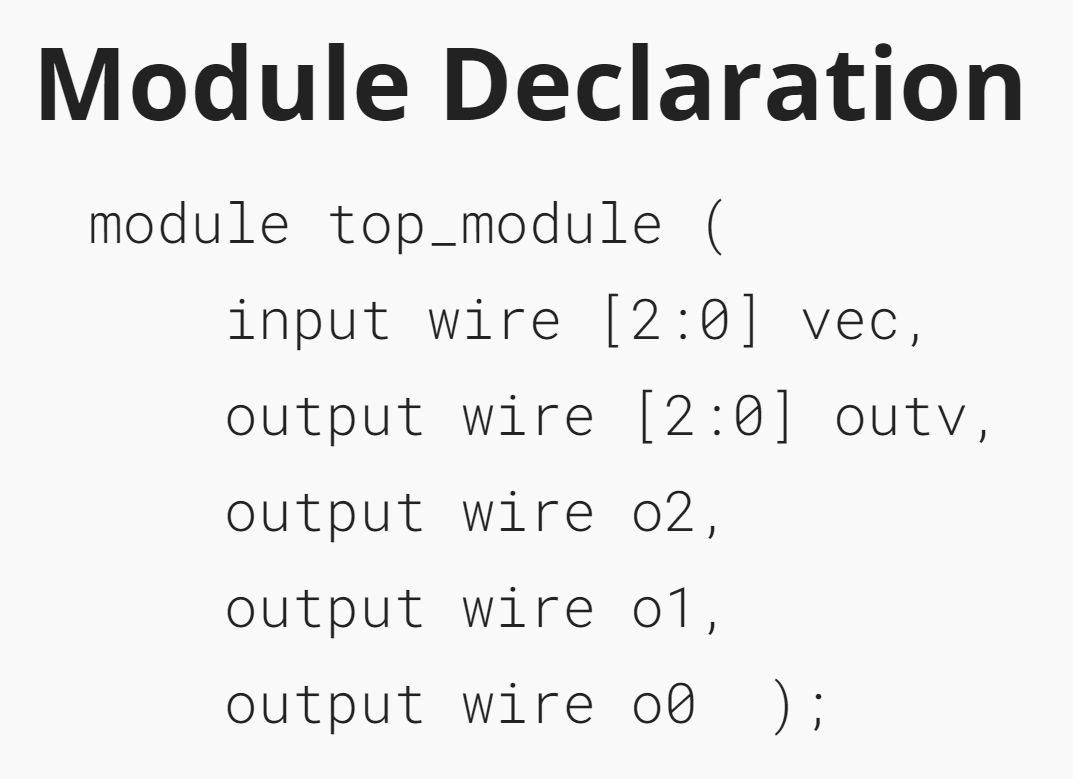 Module Declaration
module top_module (
    input wire [2:0] vec,
    output wire [2:0] outv,
    output wire o2,
    output wire o1,
    output wire o0  );